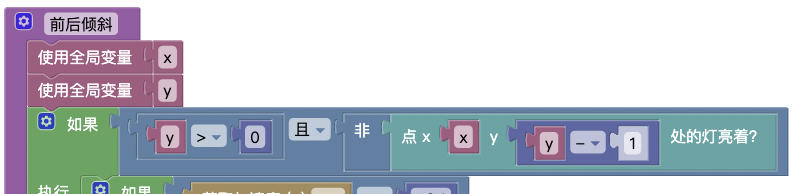 前后倾斜
使用全局变量 x
使用全局变量 y
如果 y > 0 且 非 点 x x y y - 1 处的灯亮着?
执行 如果